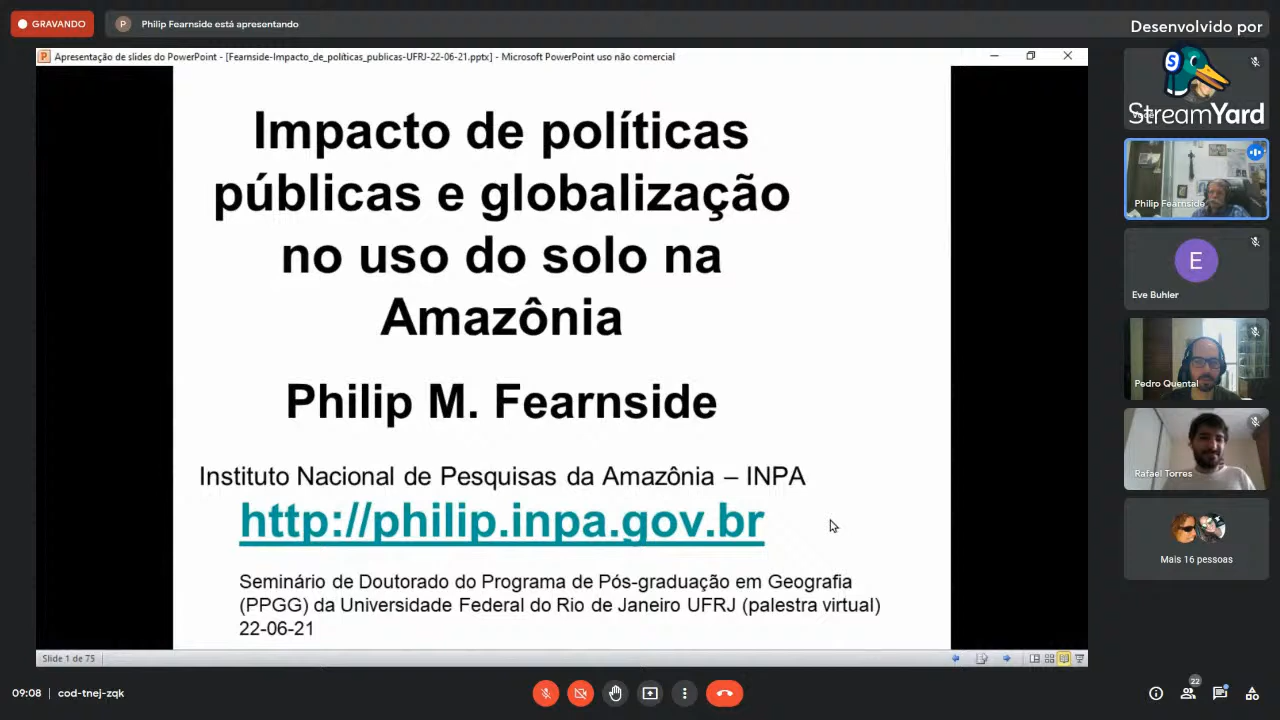 GRAVANDO
P
Philip Fearnside está apresentando
Desenvolvido por
Apresentação de slides do PowerPoint - [Fearnside-Impacto_de_políticas_publicas-UFRJ-22-06-21.pptx] - Microsoft PowerPoint uso não comercial
S
StreamYard
Impacto de políticas
públicas e globalização
no uso do solo na
Amazônia
Philip M. Fearnside
Instituto Nacional de Pesquisas da Amazônia – INPA
http://philip.inpa.gov.br
Seminário de Doutorado do Programa de Pós-graduação em Geografia
(PPGG) da Universidade Federal do Rio de Janeiro UFRJ (palestra virtual)
22-06-21
Slide 1 de 75
Philip Fearnside
E
Eve Buhler
Pedro Quental
Rafael Torres
Mais 16 pessoas
09:08 | cod-tnej-zqk
22